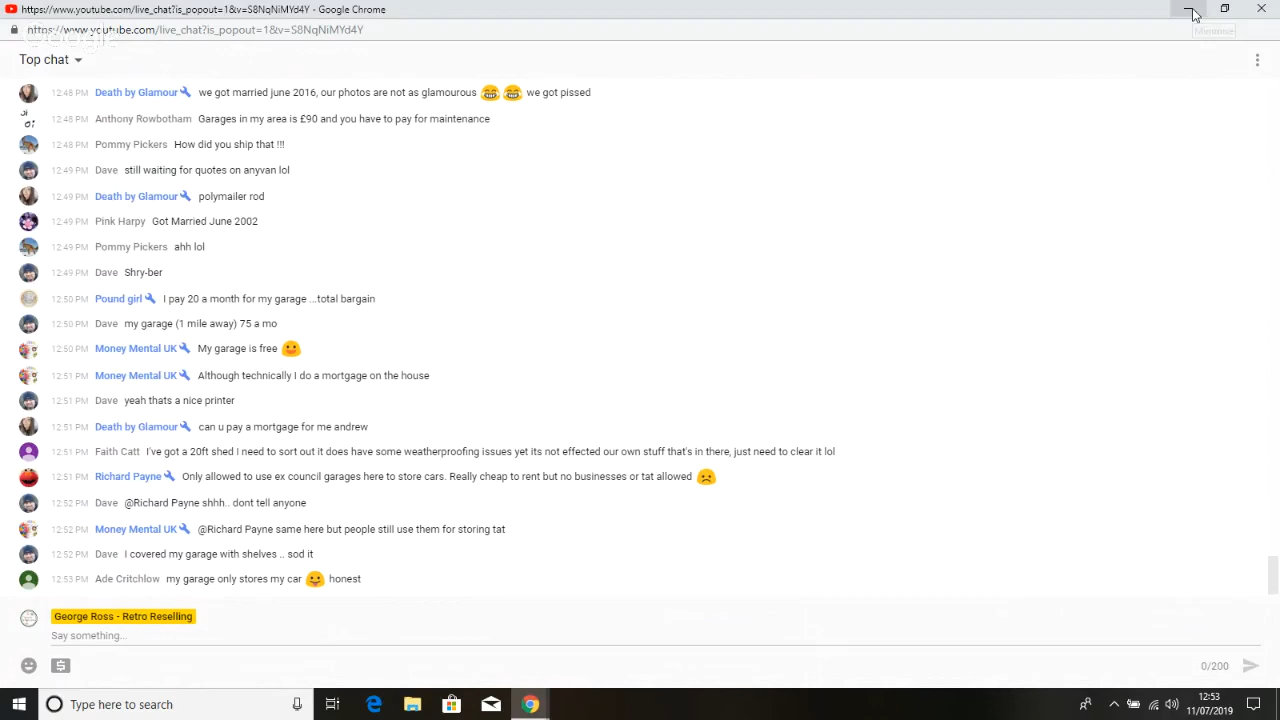 https://www.youtube.com/live_chat?is_popout=1&v=S8NqNiMYd4Y - Google Chrome
https://www.youtube.com/live_chat?is_popout=1&v=S8NqNiMYd4Y
Minimise
Top chat
12:48 PM Death by Glamour we got married june 2016, our photos are not as glamourous 😂 😂 we got pissed
12:48 PM Anthony Rowbotham Garages in my area is £90 and you have to pay for maintenance
12:48 PM Pommy Pickers How did you ship that !!!
12:49 PM Dave still waiting for quotes on anyvan lol
12:49 PM Death by Glamour polymailer rod
12:49 PM Pink Harpy Got Married June 2002
12:49 PM Pommy Pickers ahh lol
12:49 PM Dave Shry-ber
12:50 PM Pound girl I pay 20 a month for my garage ...total bargain
12:50 PM Dave my garage (1 mile away) 75 a mo
12:50 PM Money Mental UK My garage is free
12:51 PM Money Mental UK Although technically I do a mortgage on the house
12:51 PM Dave yeah thats a nice printer
12:51 PM Death by Glamour can u pay a mortgage for me andrew
12:51 PM Faith Catt I've got a 20ft shed I need to sort out it does have some weatherproofing issues yet its not effected our own stuff that's in there, just need to clear it lol
12:51 PM Richard Payne Only allowed to use ex council garages here to store cars. Really cheap to rent but no businesses or tat allowed
12:52 PM Dave @Richard Payne shhh.. dont tell anyone
12:52 PM Money Mental UK @Richard Payne same here but people still use them for storing tat
12:52 PM Dave I covered my garage with shelves .. sod it
12:53 PM Ade Critchlow my garage only stores my car honest
George Ross - Retro Reselling
Say something...
0/200
Type here to search
12:53
11/07/2019